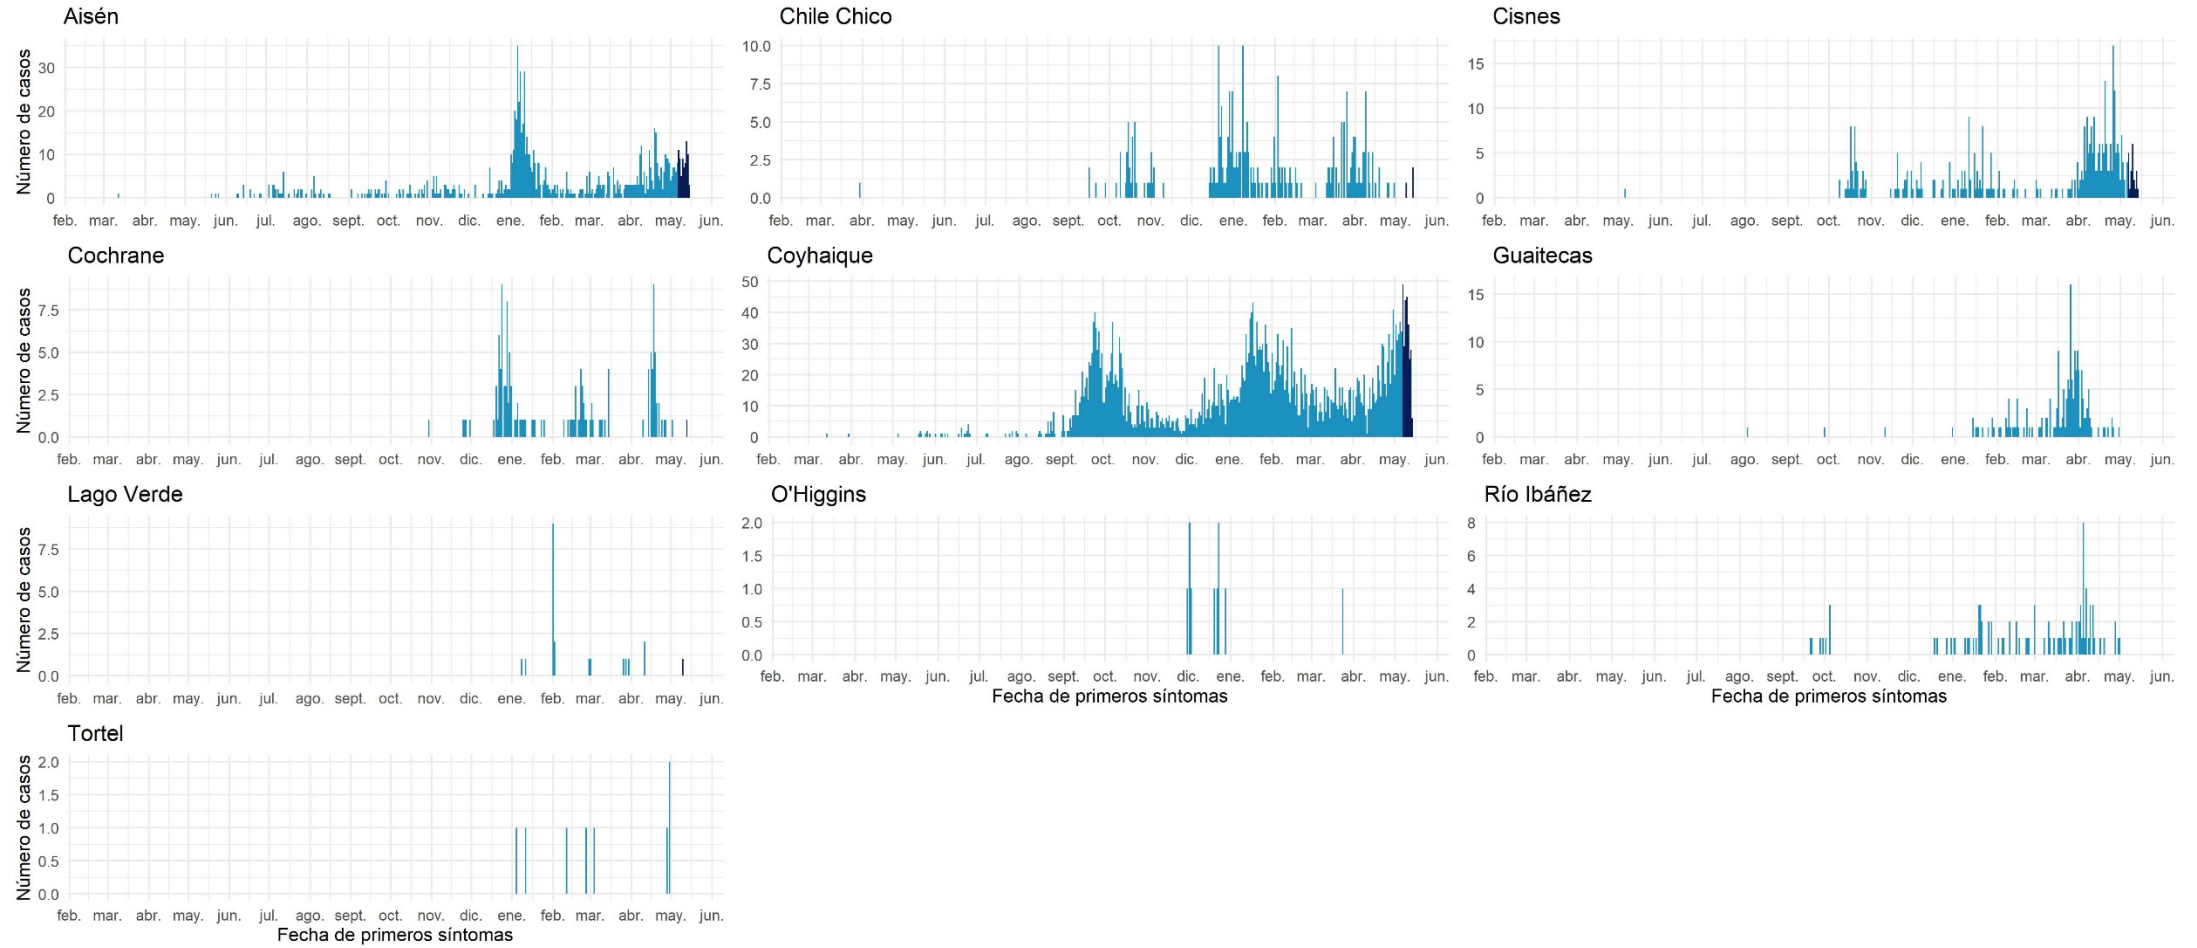 Aisén
Número de casos
30
20
10
0
feb. mar. abr. may. jun. jul. ago. sept. oct. nov. dic. ene. feb. mar. abr. may. jun.
Chile Chico
10.0
7.5
5.0
2.5
0.0
feb. mar. abr. may. jun. jul. ago. sept. oct. nov. dic. ene. feb. mar. abr. may. jun.
Cisnes
15
10
5
0
feb. mar. abr. may. jun. jul. ago. sept. oct. nov. dic. ene. feb. mar. abr. may. jun.
Cochrane
Número de casos
7.5
5.0
2.5
0.0
feb. mar. abr. may. jun. jul. ago. sept. oct. nov. dic. ene. feb. mar. abr. may. jun.
Coyhaique
50
40
30
20
10
0
feb. mar. abr. may. jun. jul. ago. sept. oct. nov. dic. ene. feb. mar. abr. may. jun.
Guaitecas
15
10
5
0
feb. mar. abr. may. jun. jul. ago. sept. oct. nov. dic. ene. feb. mar. abr. may. jun.
Lago Verde
Número de casos
7.5
5.0
2.5
0.0
feb. mar. abr. may. jun. jul. ago. sept. oct. nov. dic. ene. feb. mar. abr. may. jun.
O'Higgins
2.0
1.5
1.0
0.5
0.0
feb. mar. abr. may. jun. jul. ago. sept. oct. nov. dic. ene. feb. mar. abr. may. jun.
Fecha de primeros síntomas
Río Ibáñez
8
6
4
2
0
feb. mar. abr. may. jun. jul. ago. sept. oct. nov. dic. ene. feb. mar. abr. may. jun.
Fecha de primeros síntomas
Tortel
Número de casos
2.0
1.5
1.0
0.5
0.0
feb. mar. abr. may. jun. jul. ago. sept. oct. nov. dic. ene. feb. mar. abr. may. jun.
Fecha de primeros síntomas